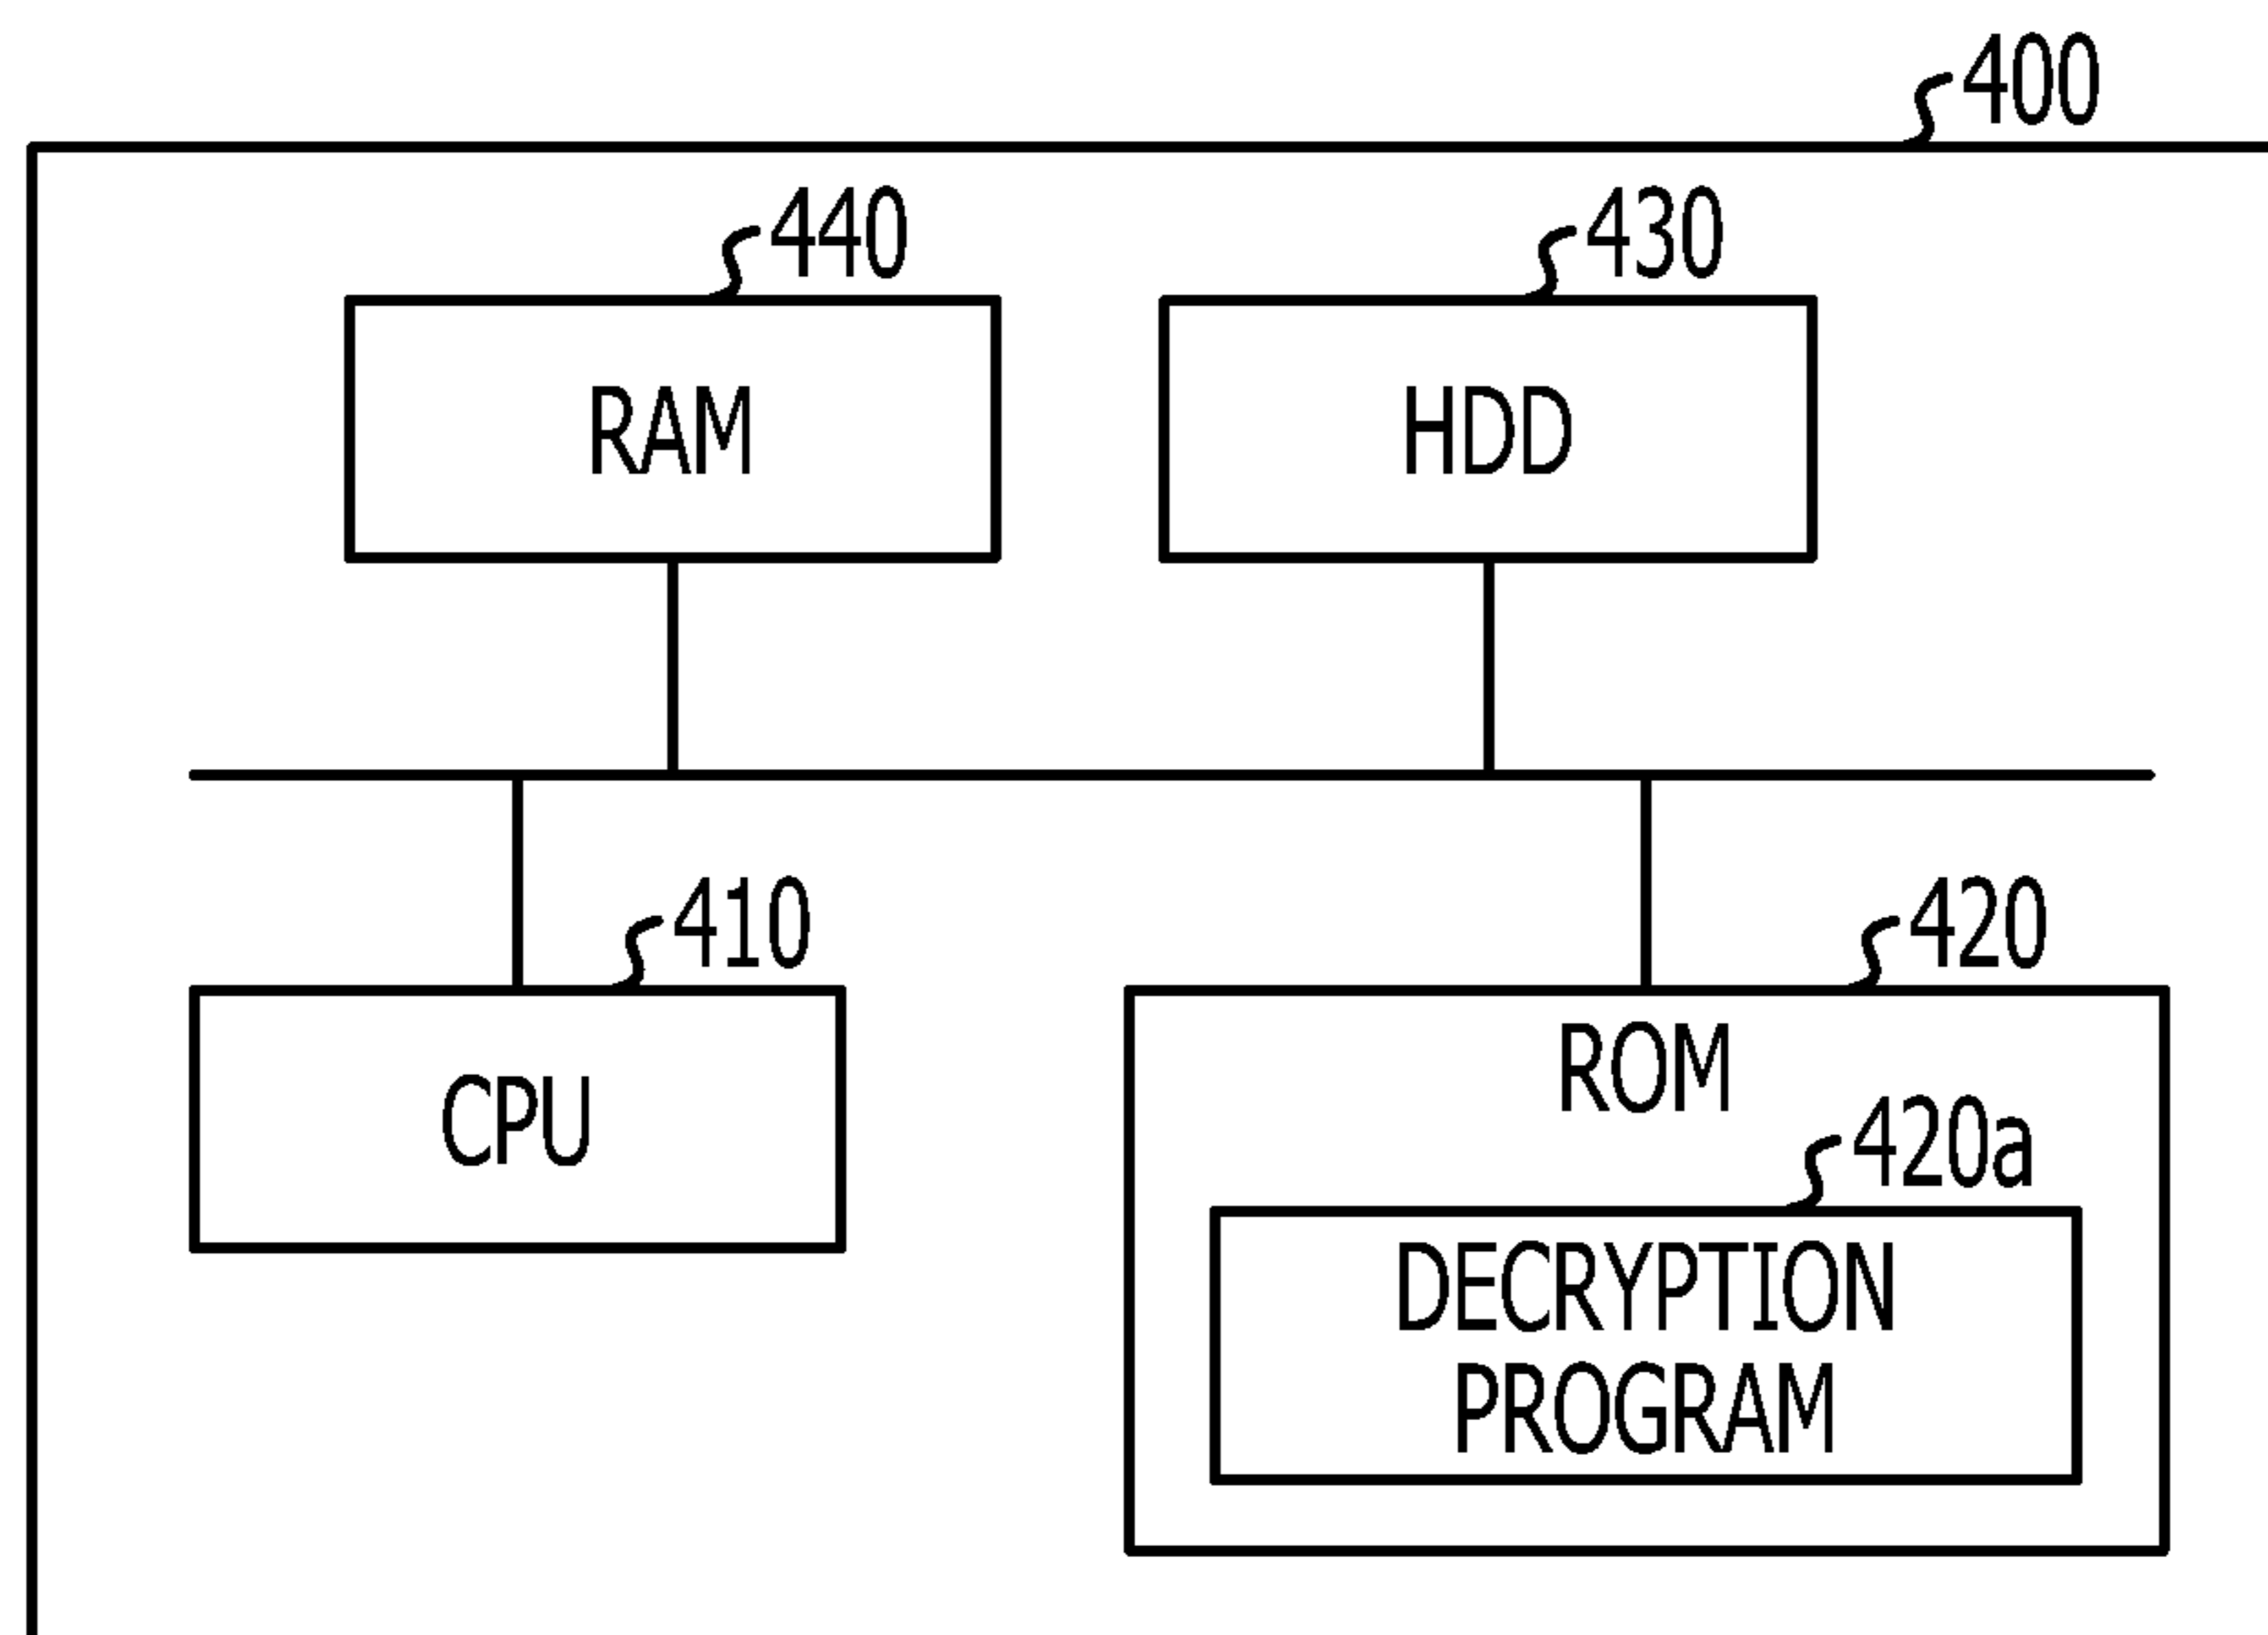 400
440
430
RAM
HDD
410
420
CPU
ROM
420a
DECRYPTION
PROGRAM